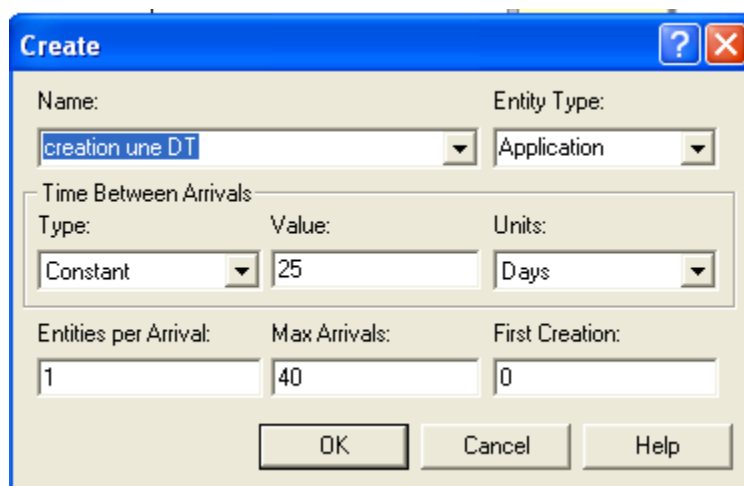 Create
Name: Entity Type:
creation une DT Application
Time Between Arrivals
Type: Value: Units:
Constant 25 Days
Entities per Arrival: Max Arrivals: First Creation:
1 40 0
OK Cancel Help